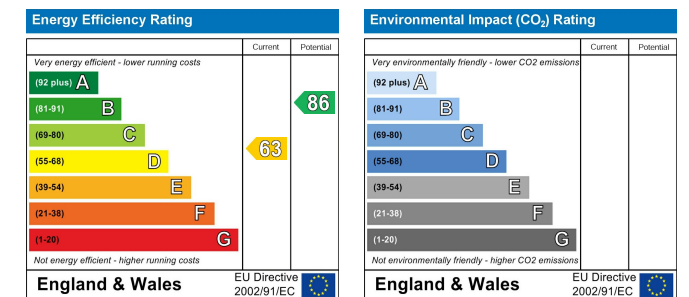 Energy Efficiency Rating
Current Potential
Very energy efficient - lower running costs
(92 plus) A
(81-91) B
86
(69-80) C
(55-68) D
63
(39-54) E
(21-38) F
(1-20) G
Not energy efficient - higher running costs
England & Wales
EU Directive
2002/91/EC
Environmental Impact (CO₂) Rating
Current Potential
Very environmentally friendly - lower CO2 emissions
(92 plus) A
(81-91) B
(69-80) C
(55-68) D
(39-54) E
(21-38) F
(1-20) G
Not environmentally friendly - higher CO2 emissions
England & Wales
EU Directive
2002/91/EC